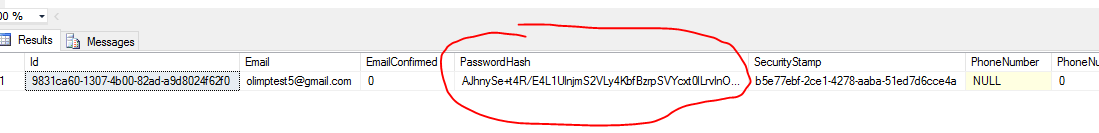 00 %
Results Messages
Id Email EmailConfirmed PasswordHash SecurityStamp PhoneNumber PhoneNu
1 9831ca60-1307-4b00-82ad-a9d8024f62f0 olimptest5@gmail.com 0 AJhnySe+t4R/E4L1UlnjmS2VLy4KbfBzrpSVYcxt0lLrvlnO... b5e77ebf-2ce1-4278-aaba-51ed7d6cce4a NULL 0